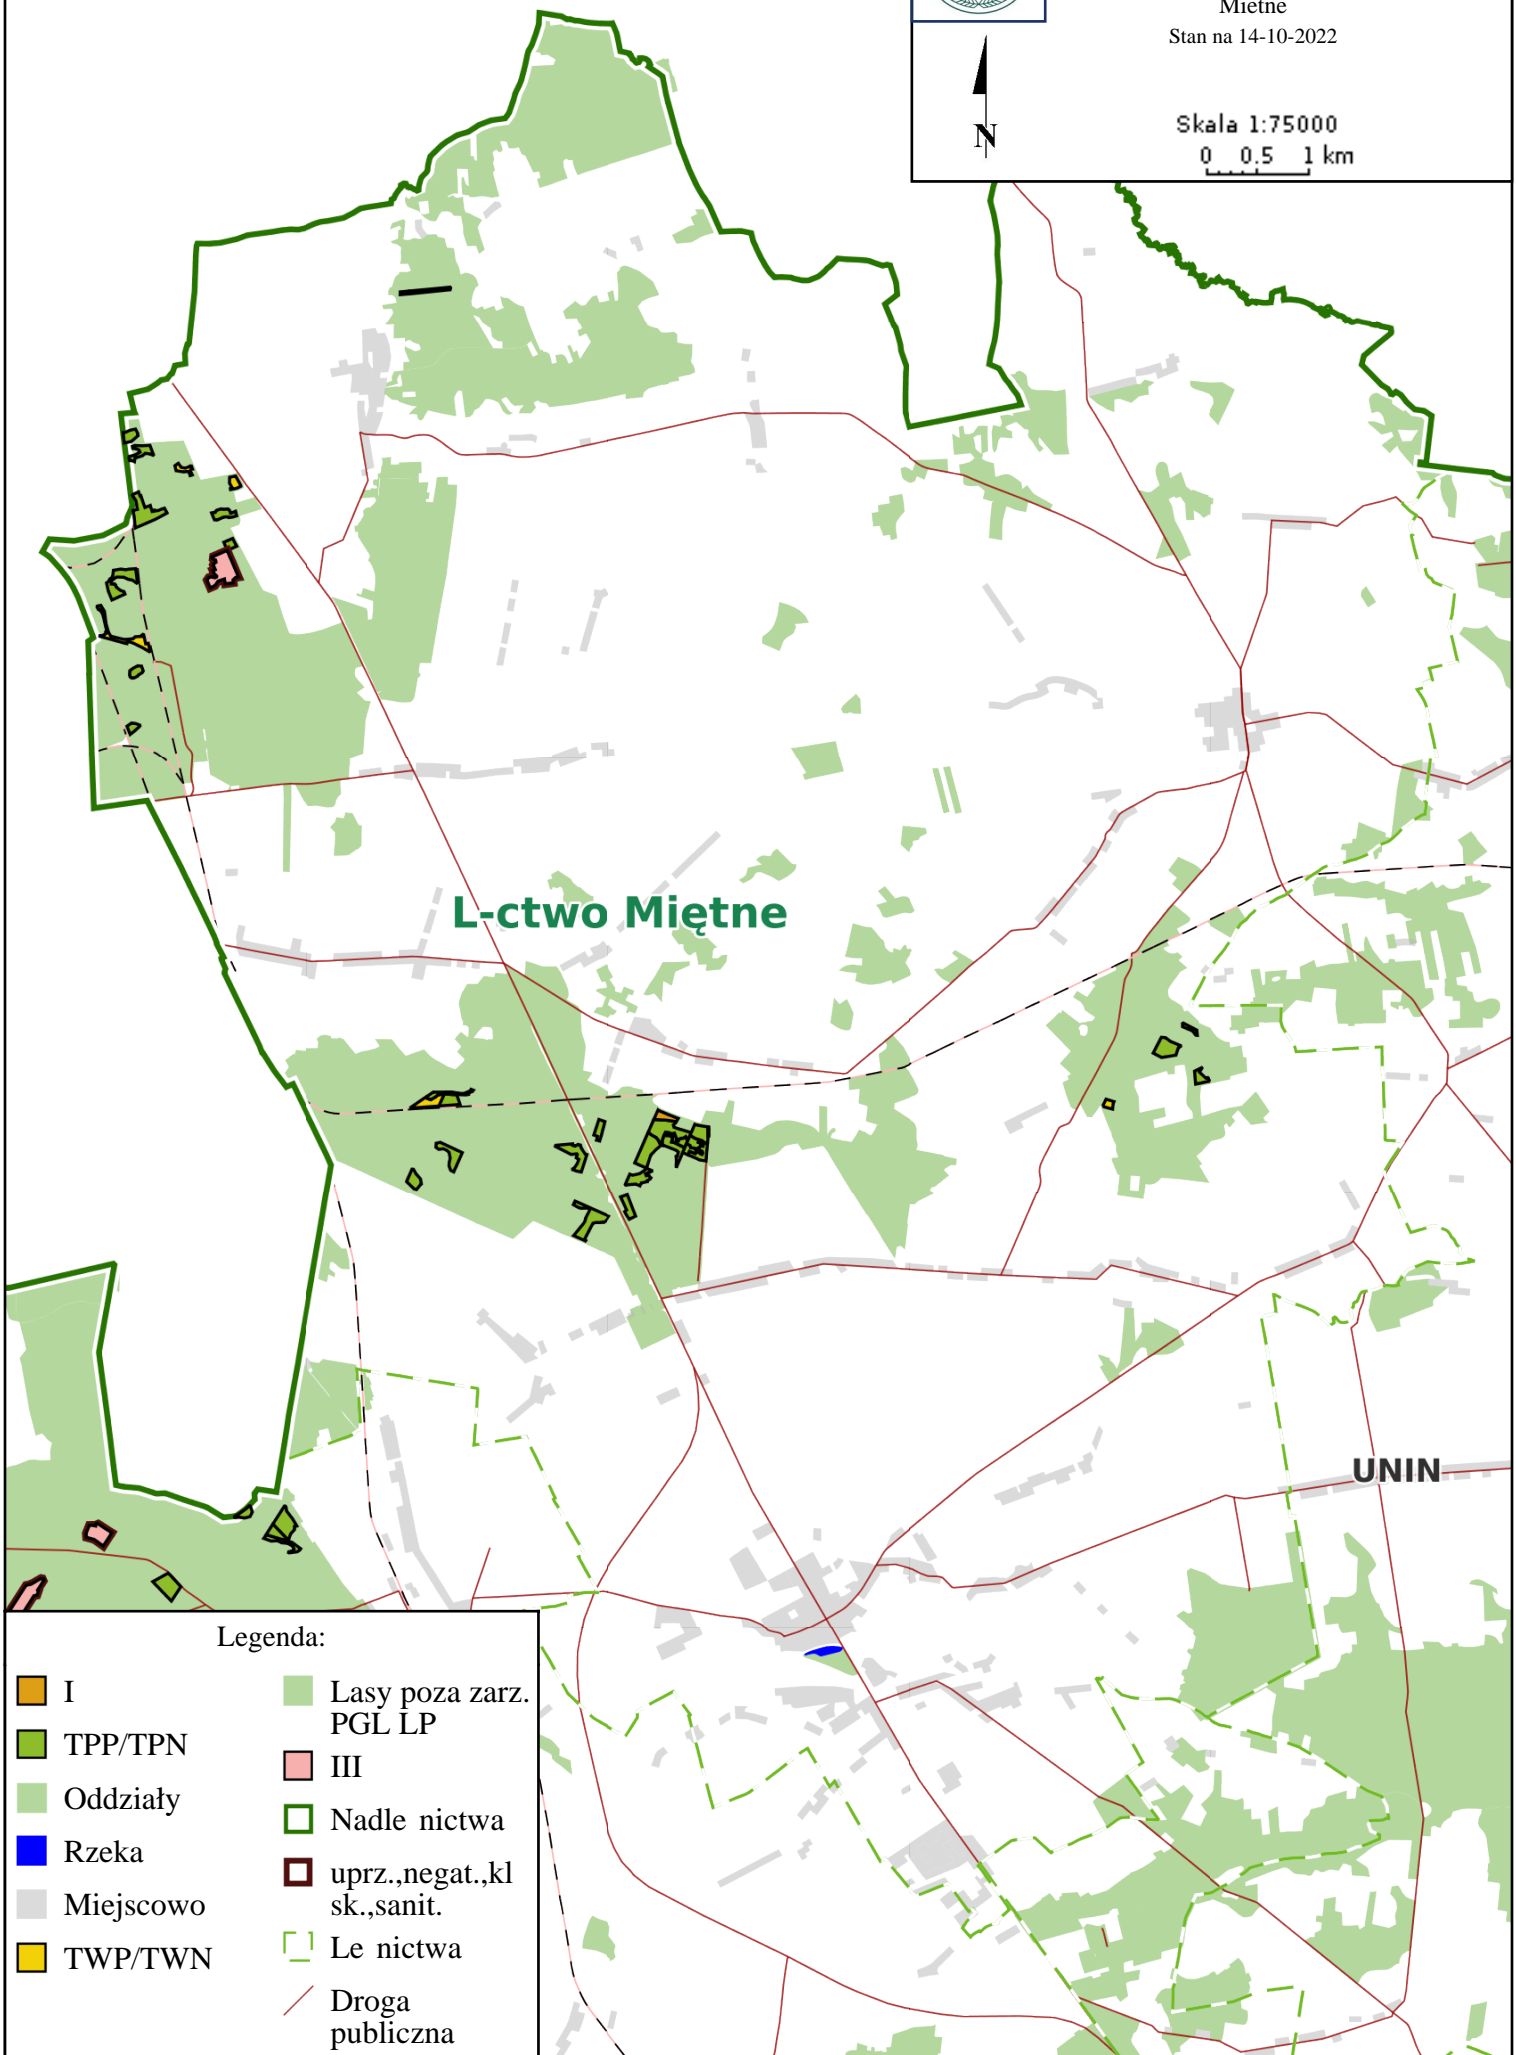 Miętne
Stan na 14-10-2022
N
Skala 1:75000
0 0.5 1 km
L-ctwo Miętne
UNIN
Legenda:
I
TPP/TPN
Oddziały
Rzeka
Miejscowo
TWP/TWN
Lasy poza zarz.
PGL LP
III
Nadle nictwa
uprz.,negat.,kl
sk.,sanit.
Le nictwa
Droga
publiczna